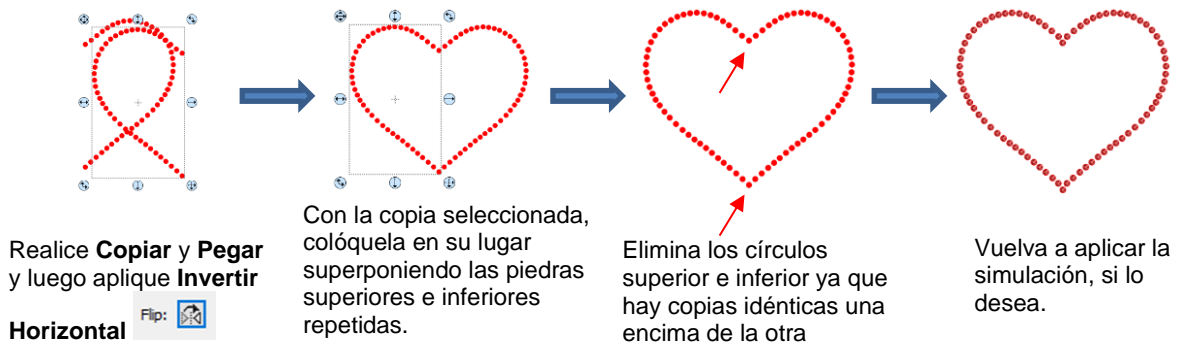 Realice Copiar y Pegar
y luego aplique Invertir
Horizontal Flip:
Con la copia seleccionada,
colóquela en su lugar
superponiendo las piedras
superiores e inferiores
repetidas.
Elimina los círculos
superior e inferior ya que
hay copias idénticas una
encima de la otra
Vuelva a aplicar la
simulación, si lo
desea.